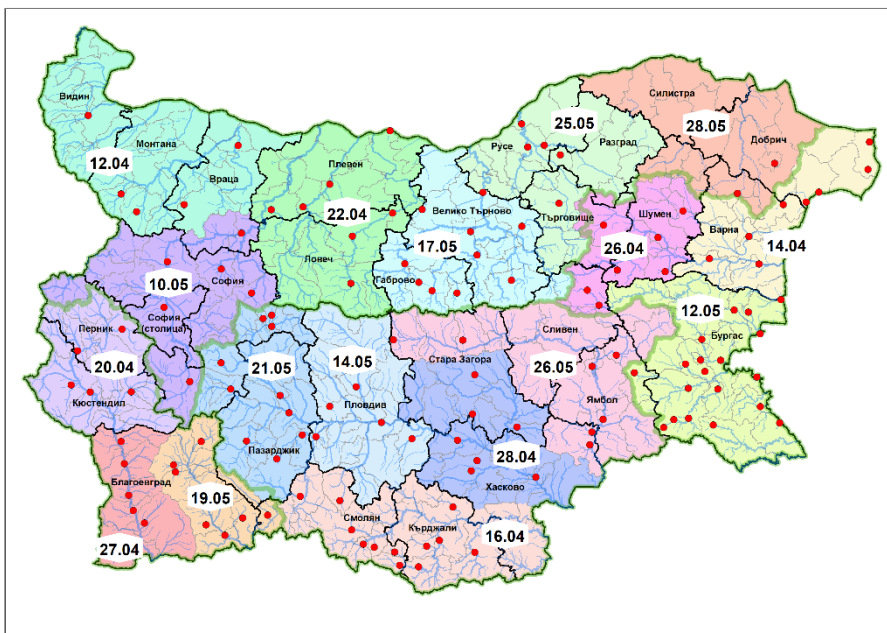 Силистра
Видин
25.05
28.05
Монтана
Русе
Разград
Добрич
12.04
Плевен
Враца
22.04
Велико Търново
Търговище
Шумен
Варна
17.05
26.04
14.04
Ловеч
Габрово
10.05
София
12.05
Перник
София
(столица)
Сливен
Бургас
20.04
21.05
14.05
Стара Загора
26.05
Кюстендил
Пловдив
Ямбол
Пазарджик
28.04
Благоевград
Хасково
19.05
Смолян
Кърджали
16.04
27.04